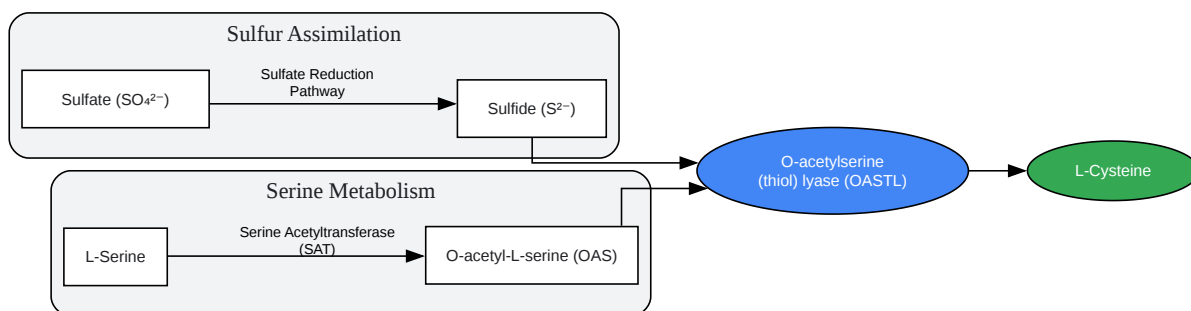 Sulfur Assimilation
Sulfate Reduction
Pathway
Sulfate (SO₄²⁻)
Sulfide (S²⁻)
O-acetylserine
(thiol) lyase (OASTL)
L-Cysteine
Serine Metabolism
Serine Acetyltransferase
(SAT)
L-Serine
O-acetyl-L-serine (OAS)